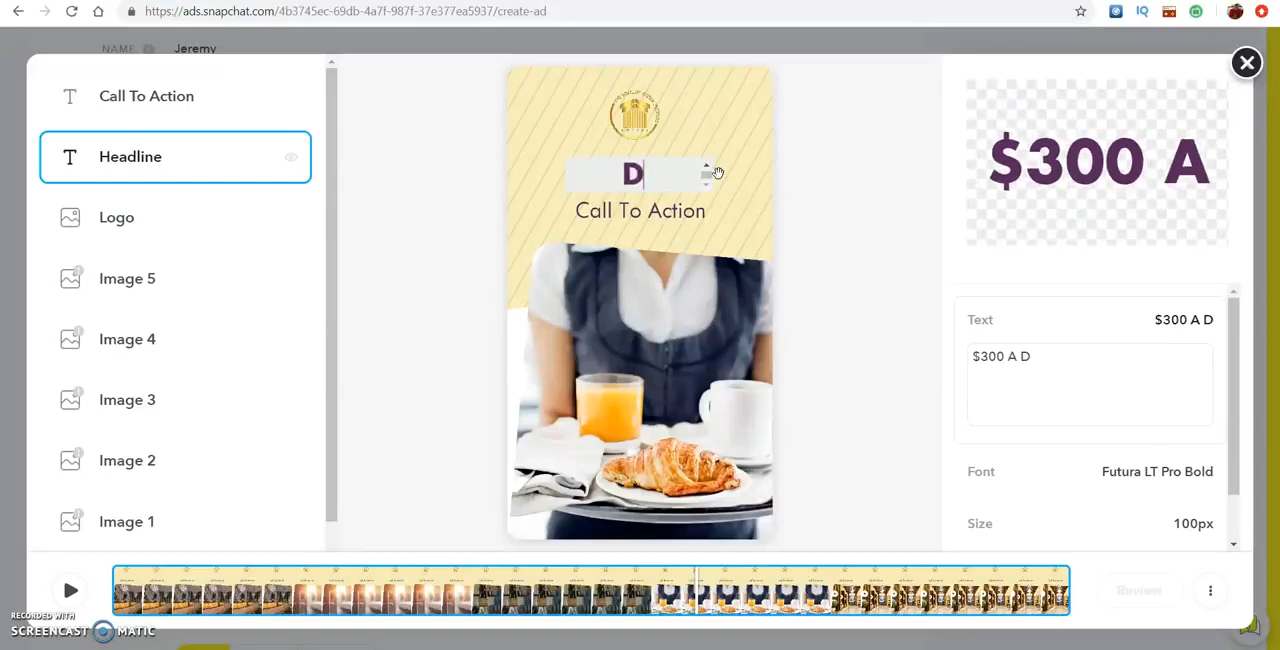 https://ads.snapchat.com/4b3745ec-69db-4a7f-987f-37e377ea5937/create-ad
IQ
NAME
Jeremy
Call To Action
Headline
Logo
Image 5
Image 4
Image 3
Image 2
Image 1
D
Call To Action
$300 A
Text
$300 A D
$300 A D
Font
Futura LT Pro Bold
Size
100px
Review
RECORDED WITH
SCREENCAST MATIC